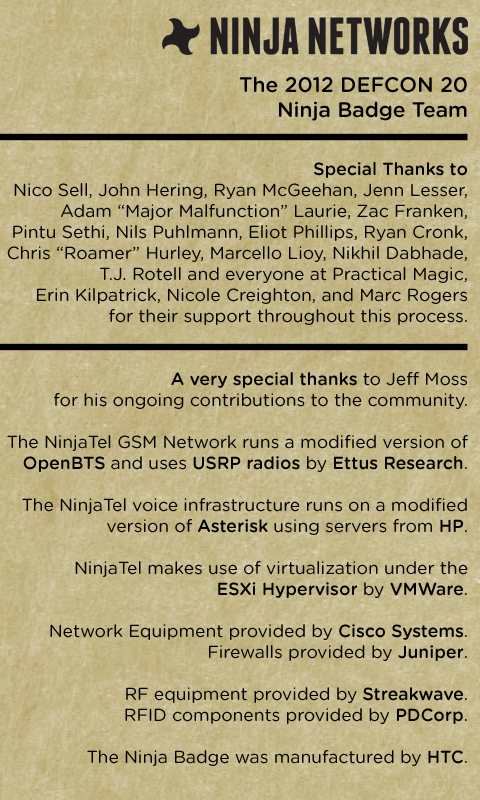 NINJA NETWORKS
The 2012 DEFCON 20
Ninja Badge Team
Special Thanks to
Nico Sell, John Hering, Ryan McGeehan, Jenn Lesser,
Adam “Major Malfunction” Laurie, Zac Franken,
Pintu Sethi, Nils Puhlmann, Eliot Phillips, Ryan Cronk,
Chris “Roamer” Hurley, Marcello Lioy, Nikhil Dabhade,
T.J. Rotell and everyone at Practical Magic,
Erin Kilpatrick, Nicole Creighton, and Marc Rogers
for their support throughout this process.
A very special thanks to Jeff Moss
for his ongoing contributions to the community.
The NinjaTel GSM Network runs a modified version of
OpenBTS and uses USRP radios by Ettus Research.
The NinjaTel voice infrastructure runs on a modified
version of Asterisk using servers from HP.
NinjaTel makes use of virtualization under the
ESXi Hypervisor by VMWare.
Network Equipment provided by Cisco Systems.
Firewalls provided by Juniper.
RF equipment provided by Streakwave.
RFID components provided by PDCorp.
The Ninja Badge was manufactured by HTC.